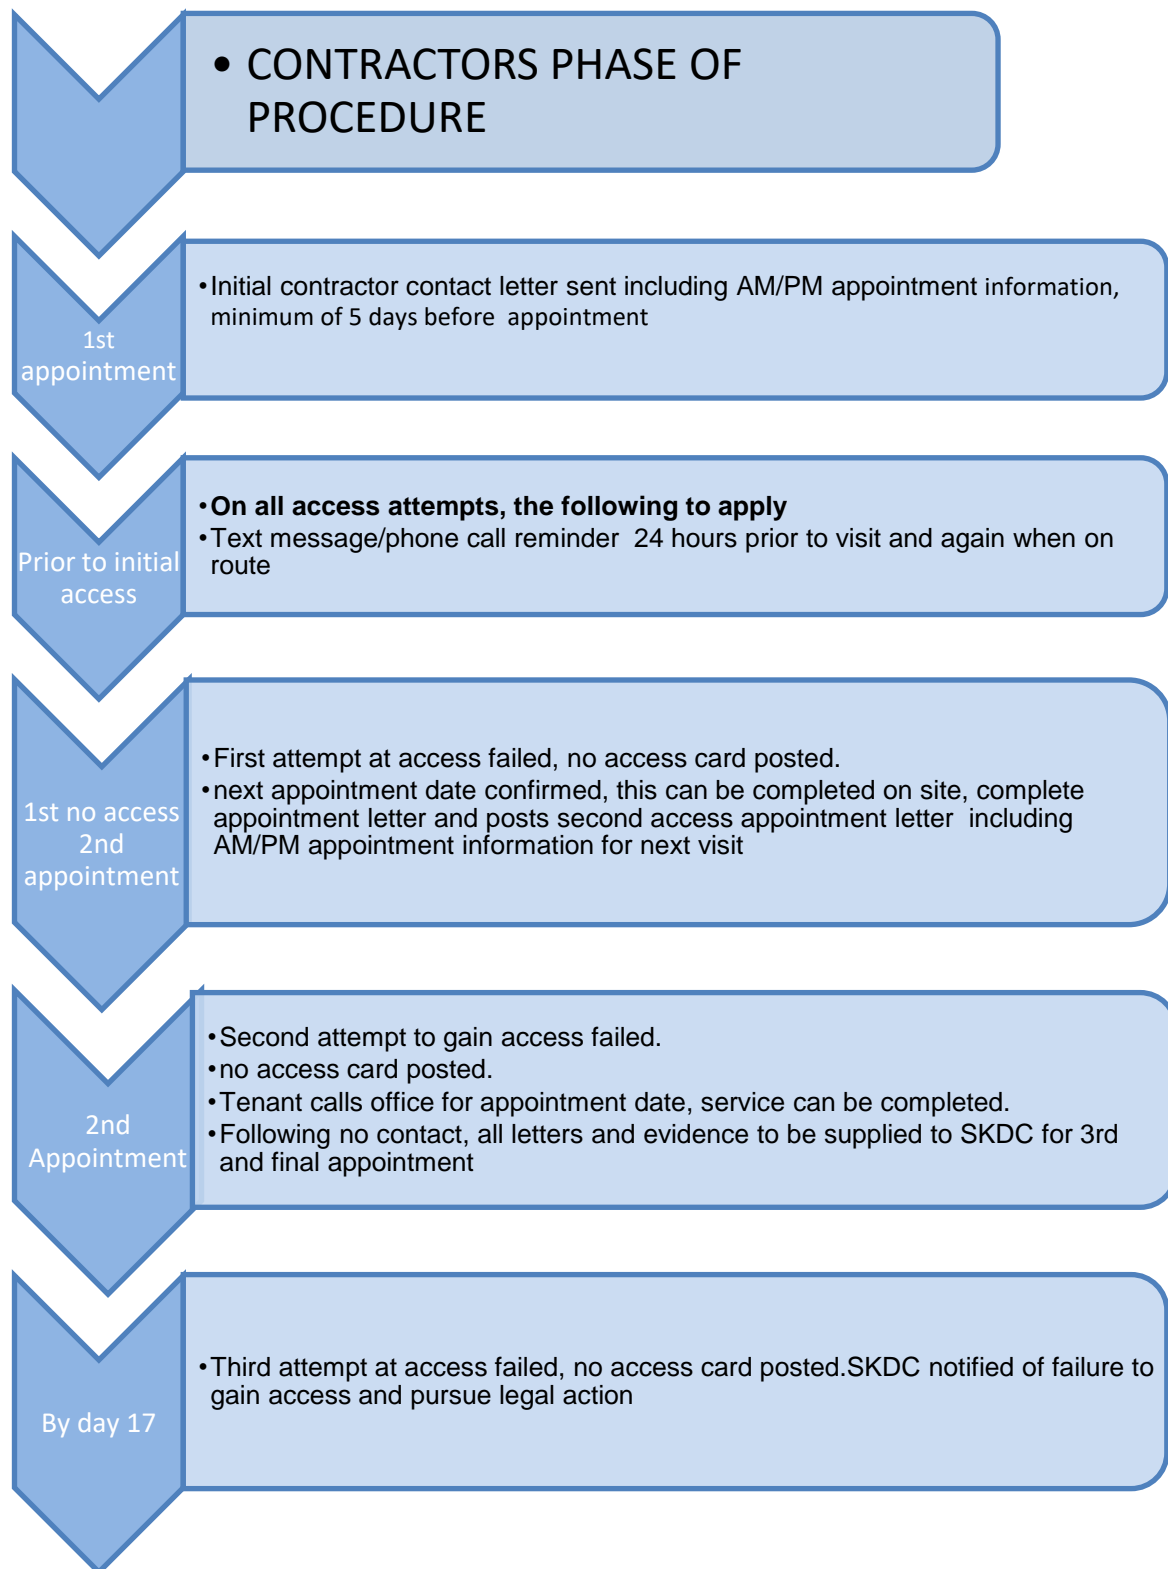 • CONTRACTORS PHASE OF
PROCEDURE
1st
appointment
•Initial contractor contact letter sent including AM/PM appointment information,
minimum of 5 days before  appointment
Prior to initial
access
•On all access attempts, the following to apply
•Text message/phone call reminder  24 hours prior to visit and again when on
route
1st no access
2nd
appointment
•First attempt at access failed, no access card posted.
•next appointment date confirmed, this can be completed on site, complete
appointment letter and posts second access appointment letter  including
AM/PM appointment information for next visit
2nd
Appointment
•Second attempt to gain access failed.
•no access card posted.
•Tenant calls office for appointment date, service can be completed.
•Following no contact, all letters and evidence to be supplied to SKDC for 3rd
and final appointment
By day 17
•Third attempt at access failed, no access card posted.SKDC notified of failure to
gain access and pursue legal action